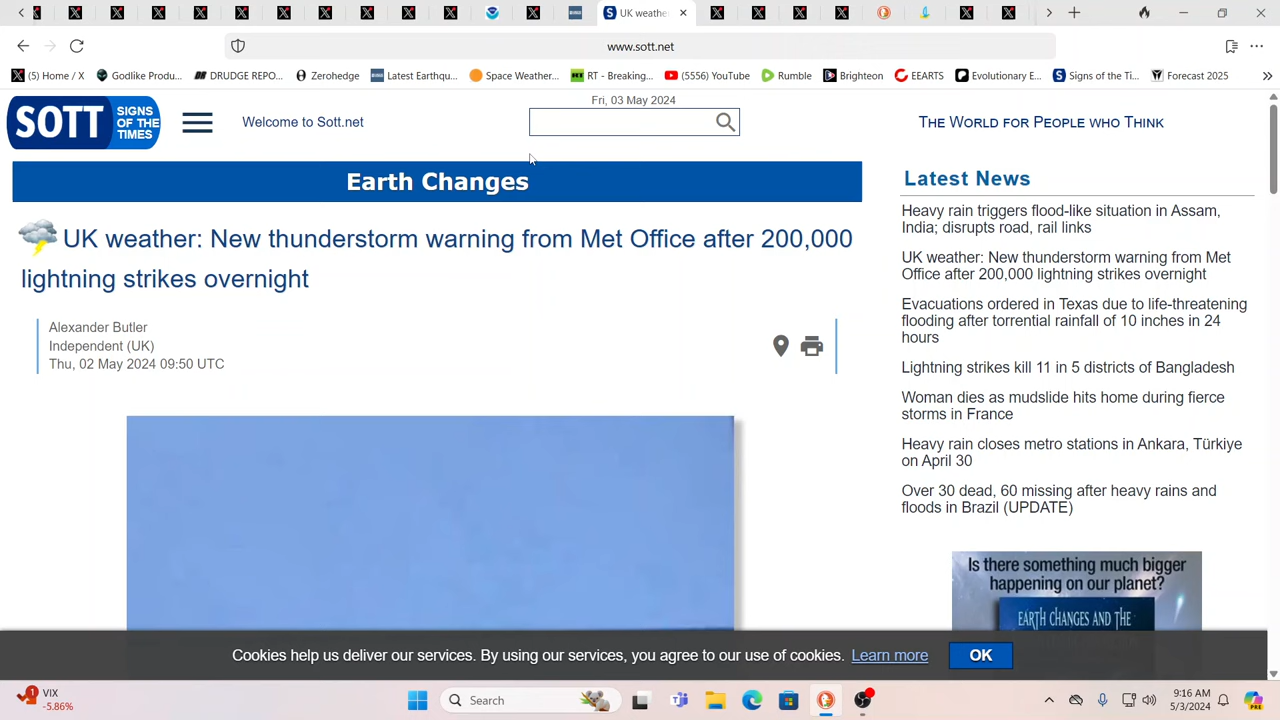 UK weathe
www.sott.net
(5) Home / X
Godlike Produ...
DRUDGE REPO...
Zerohedge
Latest Earthqu...
Space Weather...
RT - Breaking...
(5556) YouTube
Rumble
Brighteon
EEARTS
Evolutionary E...
Signs of the Ti...
Forecast 2025
SOTT SIGNS OF THE TIMES
Welcome to Sott.net
Fri, 03 May 2024
THE WORLD FOR PEOPLE WHO THINK
Earth Changes
UK weather: New thunderstorm warning from Met Office after 200,000
lightning strikes overnight
Alexander Butler
Independent (UK)
Thu, 02 May 2024 09:50 UTC
Latest News
Heavy rain triggers flood-like situation in Assam,
India; disrupts road, rail links
UK weather: New thunderstorm warning from Met
Office after 200,000 lightning strikes overnight
Evacuations ordered in Texas due to life-threatening
flooding after torrential rainfall of 10 inches in 24
hours
Lightning strikes kill 11 in 5 districts of Bangladesh
Woman dies as mudslide hits home during fierce
storms in France
Heavy rain closes metro stations in Ankara, Türkiye
on April 30
Over 30 dead, 60 missing after heavy rains and
floods in Brazil (UPDATE)
Is there something much bigger
happening on our planet?
EARTH CHANGES AND THE
Cookies help us deliver our services. By using our services, you agree to our use of cookies. Learn more OK
1
VIX
-5.86%
Search
9:16 AM
5/3/2024
PRE